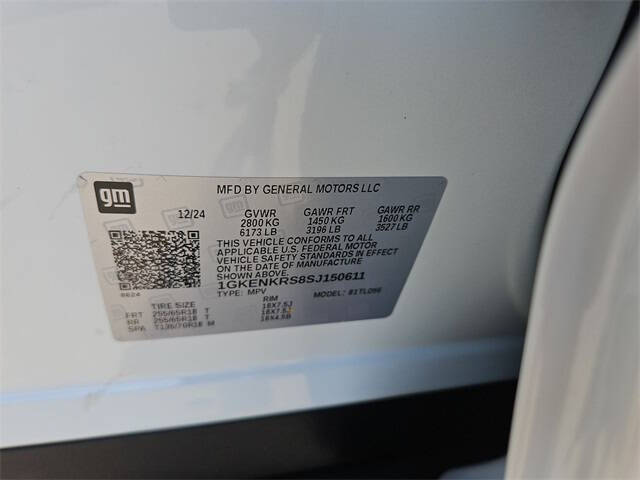 gm
MFD BY GENERAL MOTORS LLC
12/24 GVWR GAWR FRT GAWR RR
2800 KG 1450 KG 1600 KG
6173 LB 3196 LB 3527 LB
THIS VEHICLE CONFORMS TO ALL
APPLICABLE U.S. FEDERAL MOTOR
VEHICLE SAFETY STANDARDS IN EFFECT
ON THE DATE OF MANUFACTURE
SHOWN ABOVE.
1GKENKRS8SJ150611
TYPE: MPV MODEL:
TIRE SIZE RIM
FRT 255/65R18 T 18X7.5J
RR 255/65R18 T 18X7.5J
SPA T135/70R18 M 18X4.5B